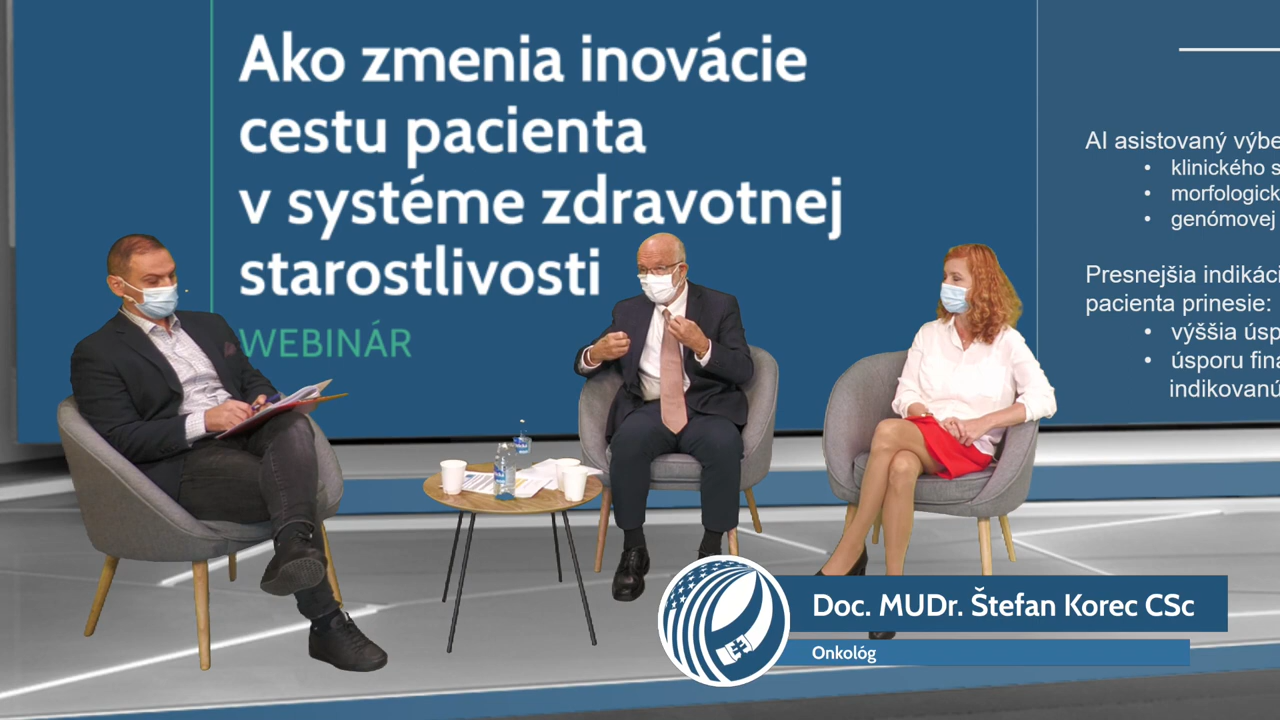 Ako zmenia inovácie
cestu pacienta
v systéme zdravotnej
starostlivosti
WEBINÁR
AI asistovaný výbe
• klinického s
• morfologick
• genómovej
Presnejšia indikáci
pacienta prinesie:
• výššia úsp
• úsporu fina
indikovanú
Doc. MUDr. Štefan Korec CSc
Onkológ